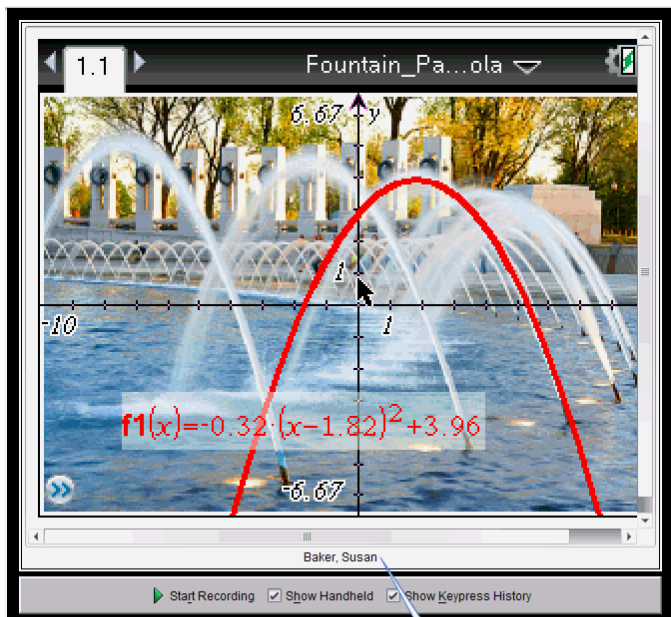 1.1 Fountain_Pa...ola
6.67 y
1
-10 1
f1(x)=-0.32·(x-1.82)²+3.96
-6.67
Baker, Susan
Start Recording Show Handheld Show Keypress History